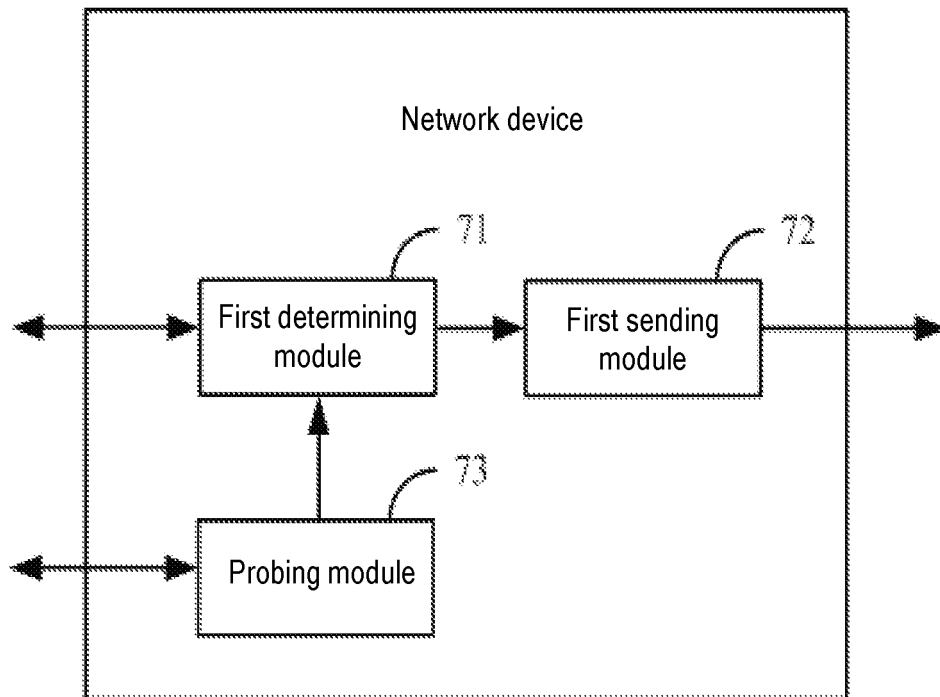 Network device
71
72
First determining
module
First sending
module
73
Probing module